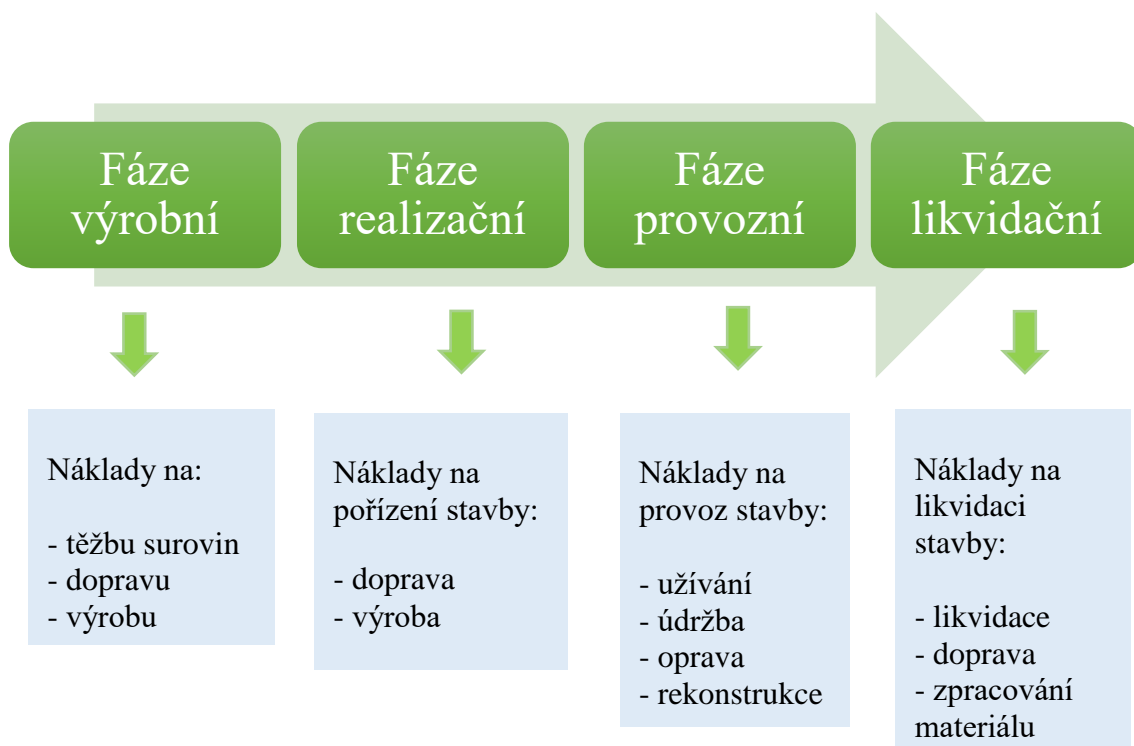 Fáze
výrobní
Fáze
realizační
Fáze
provozní
Fáze
likvidační
Náklady na:
- těžbu surovin
- dopravu
- výrobu
Náklady na
pořízení stavby:
- doprava
- výroba
Náklady na
provoz stavby:
- užívání
- údržba
- oprava
- rekonstrukce
Náklady na
likvidaci
stavby:
- likvidace
- doprava
- zpracování
materiálu